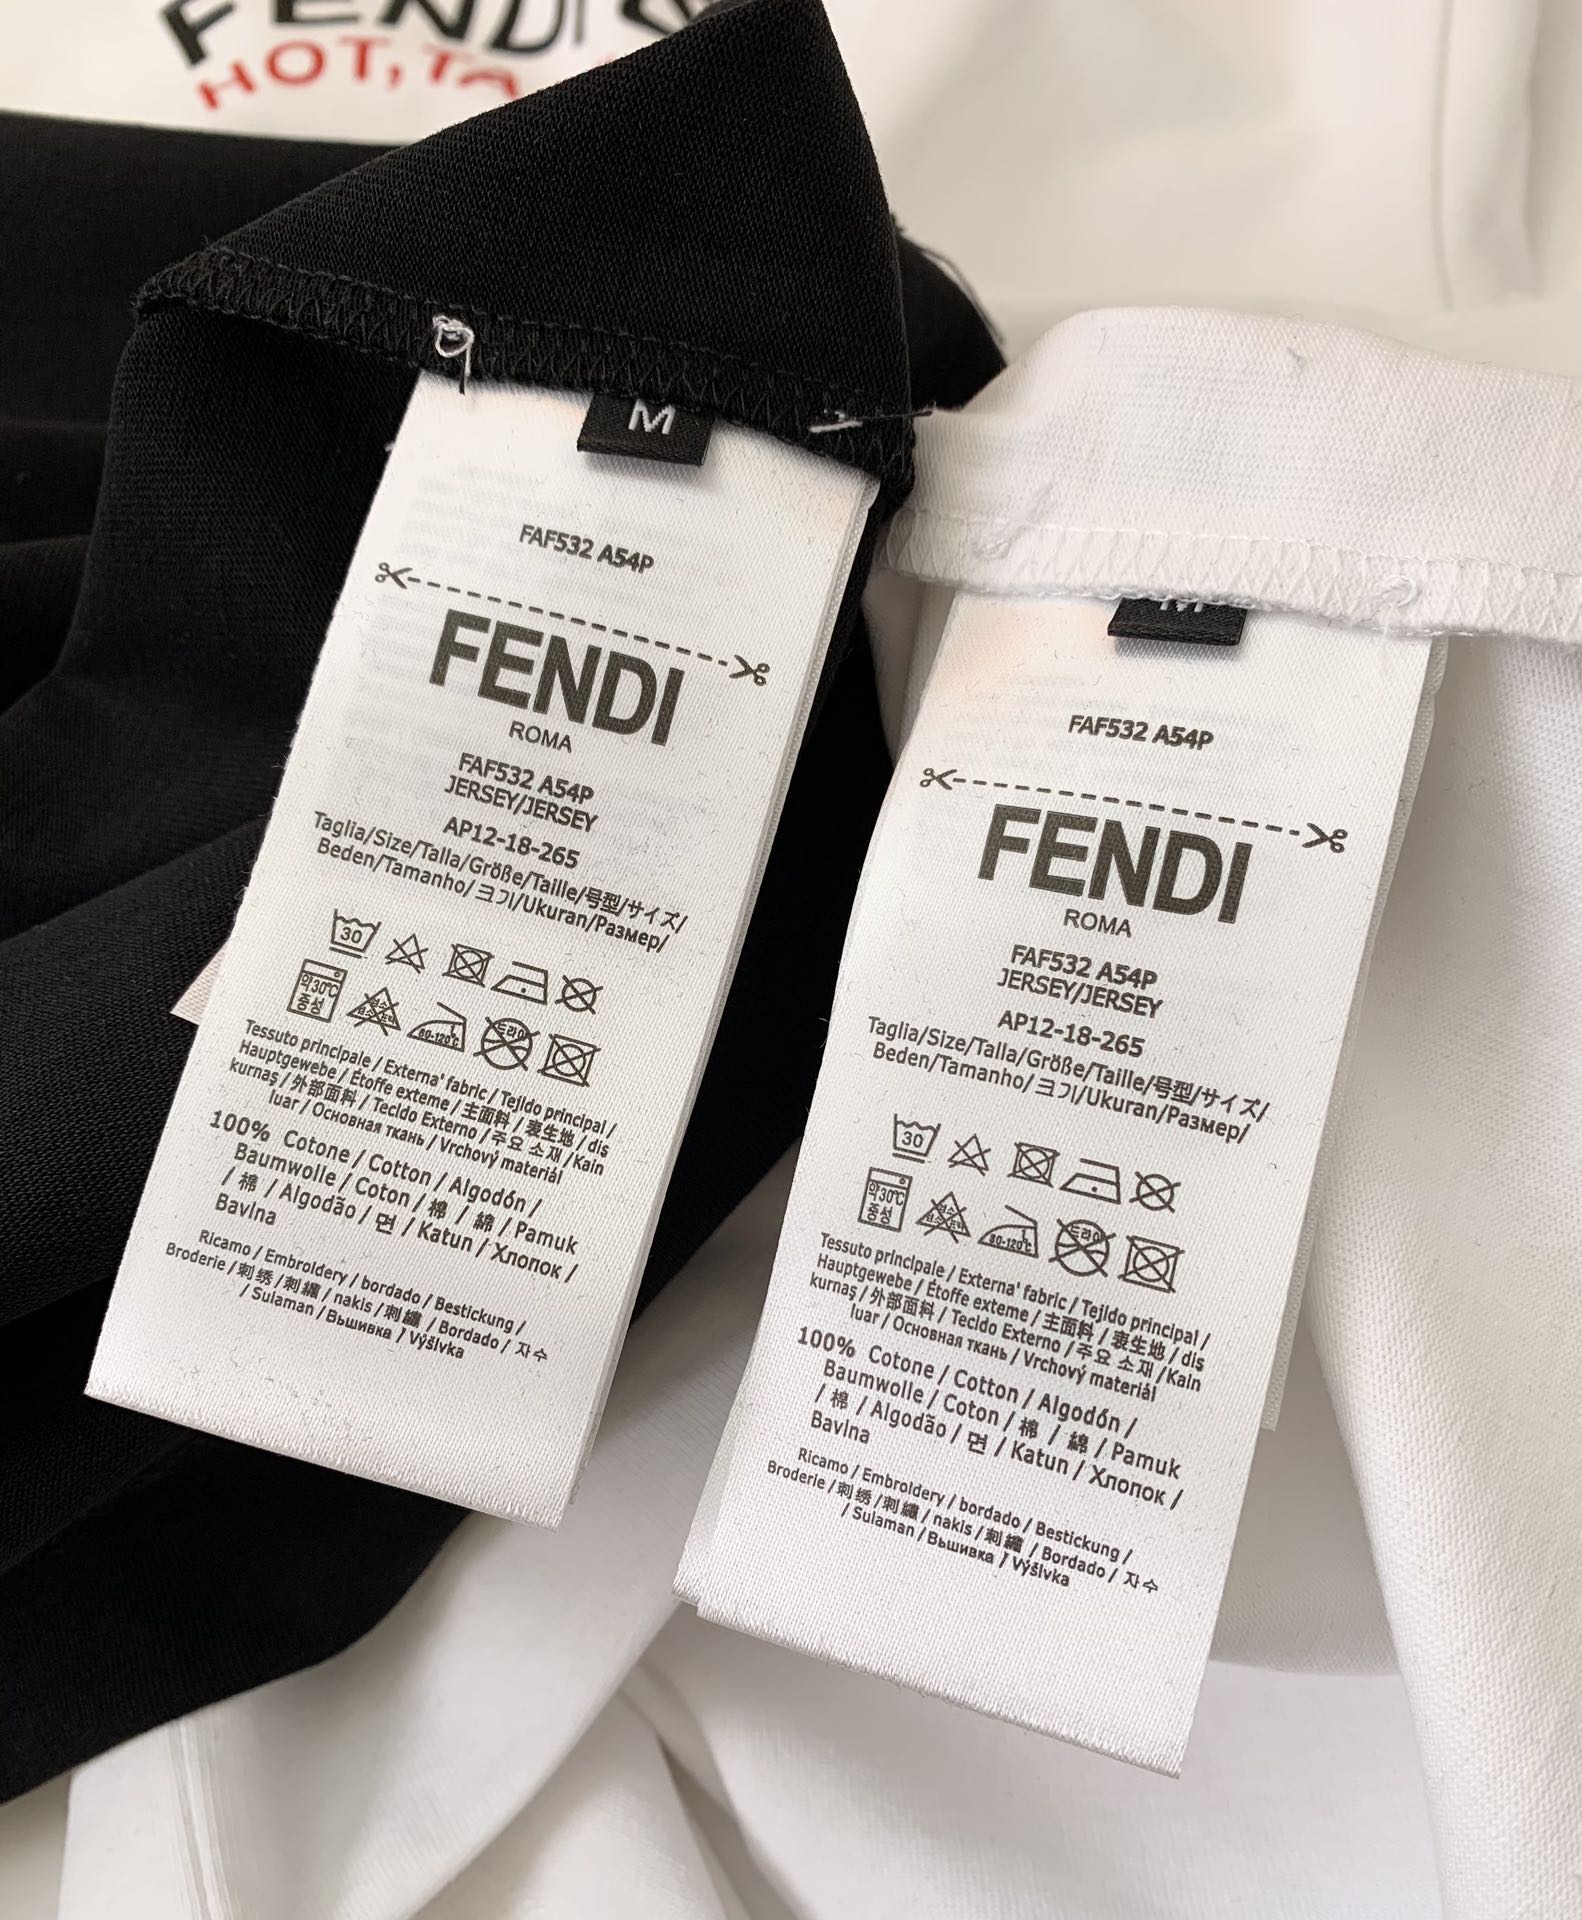 FENDI
HOT, TA
M
FAF532 A54P
FENDI
ROMA
FAF532 A54P
JERSEY/JERSEY
AP12-18-265
Taglia/Size/Talla/Größe/Taille/号型/サイズ/
Beden/Tamanho/크기/Ukuran/Размер/
30
약30℃
중성
80-120℃
드라이
Tessuto principale / Externa' fabric / Tejldo principal /
Hauptgewebe / Étoffe exteme / 主面料 / 表生地 / dis
kurnaş / 外部面料 / Tecldo Externo / 주요 소재 / Kain
luar / Основная ткань / Vrchový materiál
100% Cotone / Cotton / Algodón /
Baumwolle / Coton / 棉 / 綿 / Pamuk
/ 棉 / Algodão / 면 / Katun / Хлопок /
Bavlna
Ricamo / Embroldery / bordado / Bestickung /
Broderle / 刺绣 / 刺繡 / nakis / 刺繍 / Bordado / 자수
/ Sulaman / Вышивка / Výšlvka
M
FAF532 A54P
FENDI
ROMA
FAF532 A54P
JERSEY/JERSEY
AP12-18-265
Taglia/Size/Talla/Größe/Taille/号型/サイズ/
Beden/Tamanho/크기/Ukuran/Размер/
30
약30℃
중성
80-120℃
드라이
Tessuto principale / Externa' fabric / Tejldo principal /
Hauptgewebe / Étoffe exteme / 主面料 / 表生地 / dis
kurnaş / 外部面料 / Tecldo Externo / 주요 소재 / Kain
luar / Основная ткань / Vrchový materiál
100% Cotone / Cotton / Algodón /
Baumwolle / Coton / 棉 / 綿 / Pamuk
/ 棉 / Algodão / 면 / Katun / Хлопок /
Bavlna
Ricamo / Embroldery / bordado / Bestickung /
Broderle / 刺绣 / 刺繡 / nakis / 刺繍 / Bordado / 자수
/ Sulaman / Вышивка / Výšlvka